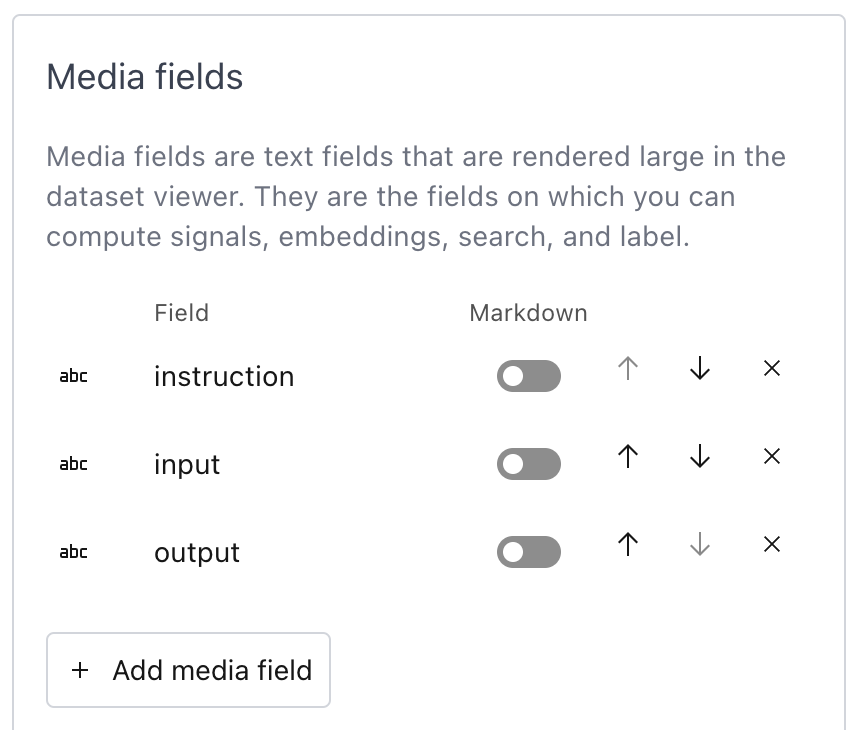 Media fields
Media fields are text fields that are rendered large in the
dataset viewer. They are the fields on which you can
compute signals, embeddings, search, and label.
Field Markdown
abc instruction
abc input
abc output
+ Add media field